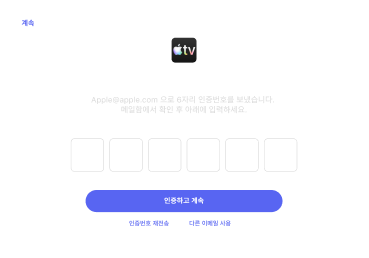 계속
tv
Apple@apple.com 으로 6자리 인증번호를 보냈습니다.
메일함에서 확인 후 아래에 입력하세요.
인증하고 계속
인증번호 재전송 다른 이메일 사용